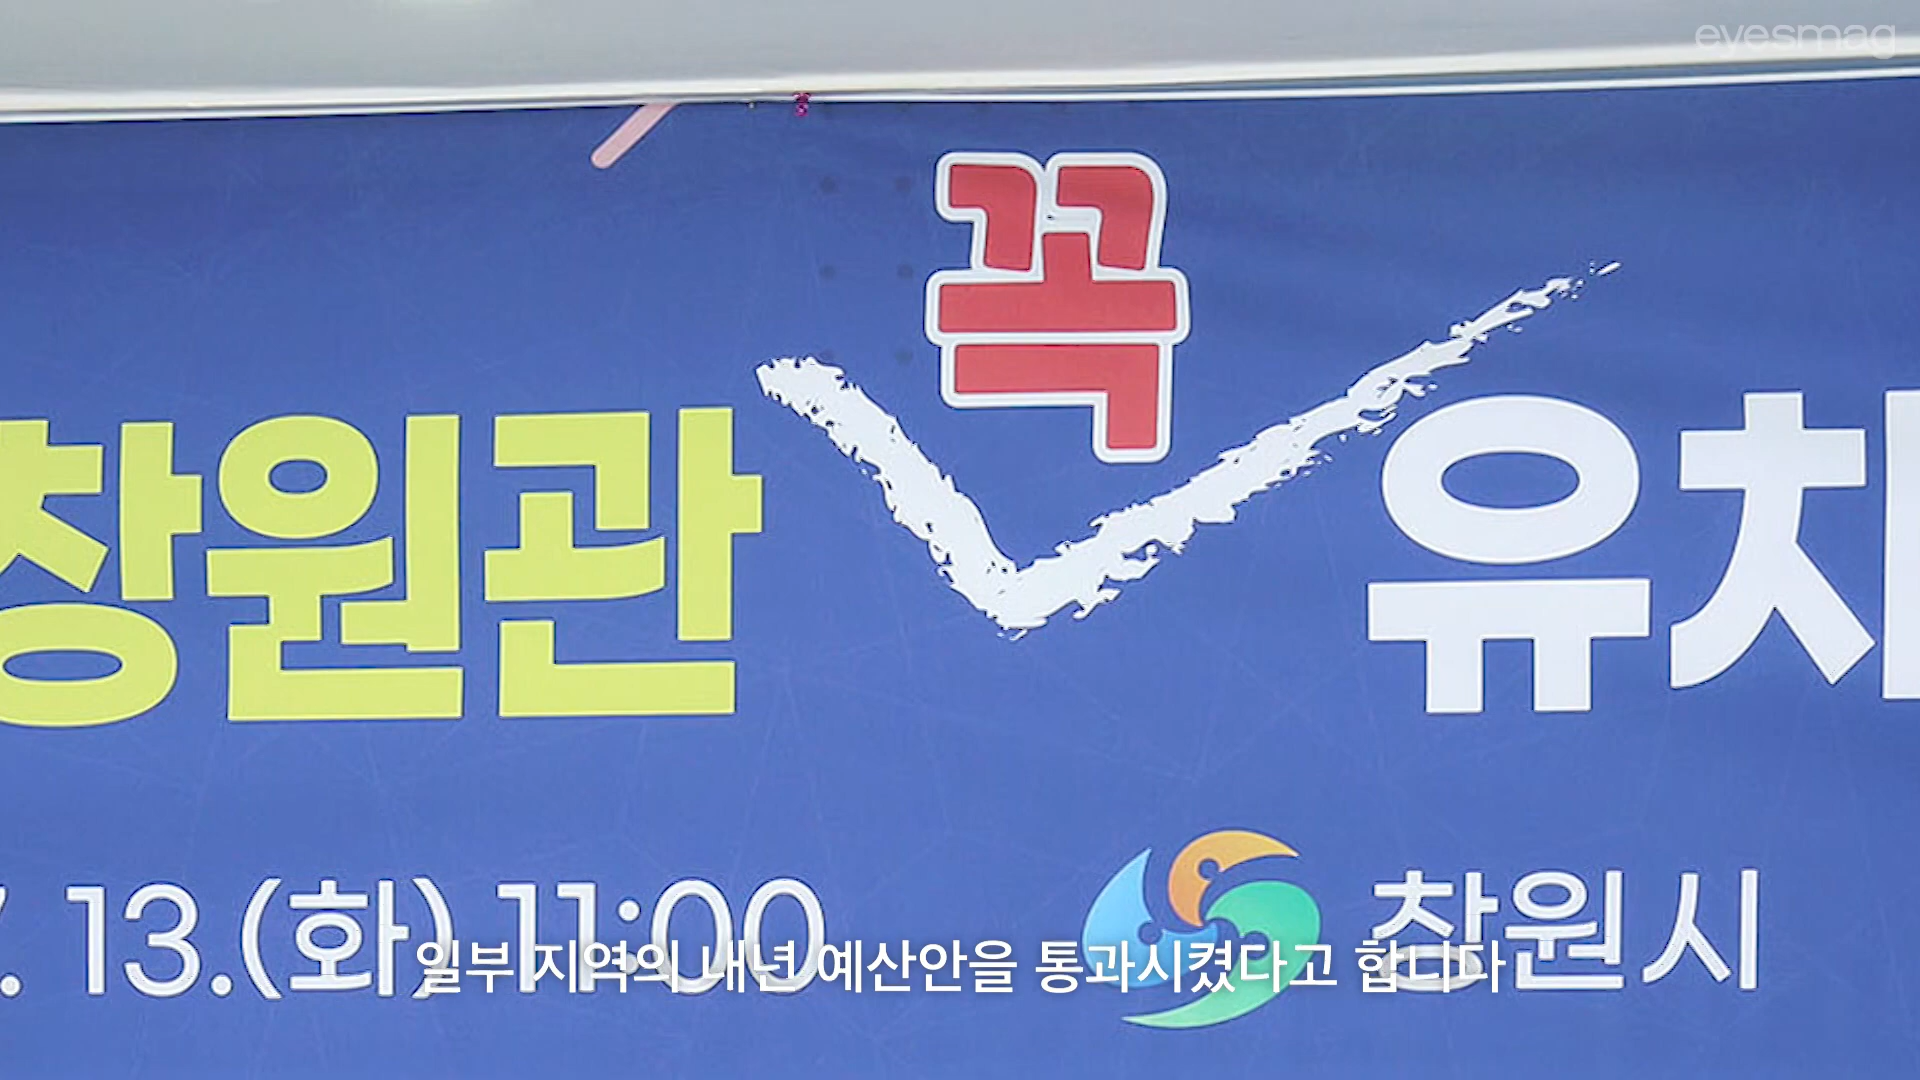 eyesmag
꼭
창원관 유치
7. 13.(화) 11:00 창원시
일부 지역의 내년 예산안을 통과시켰다고 합니다